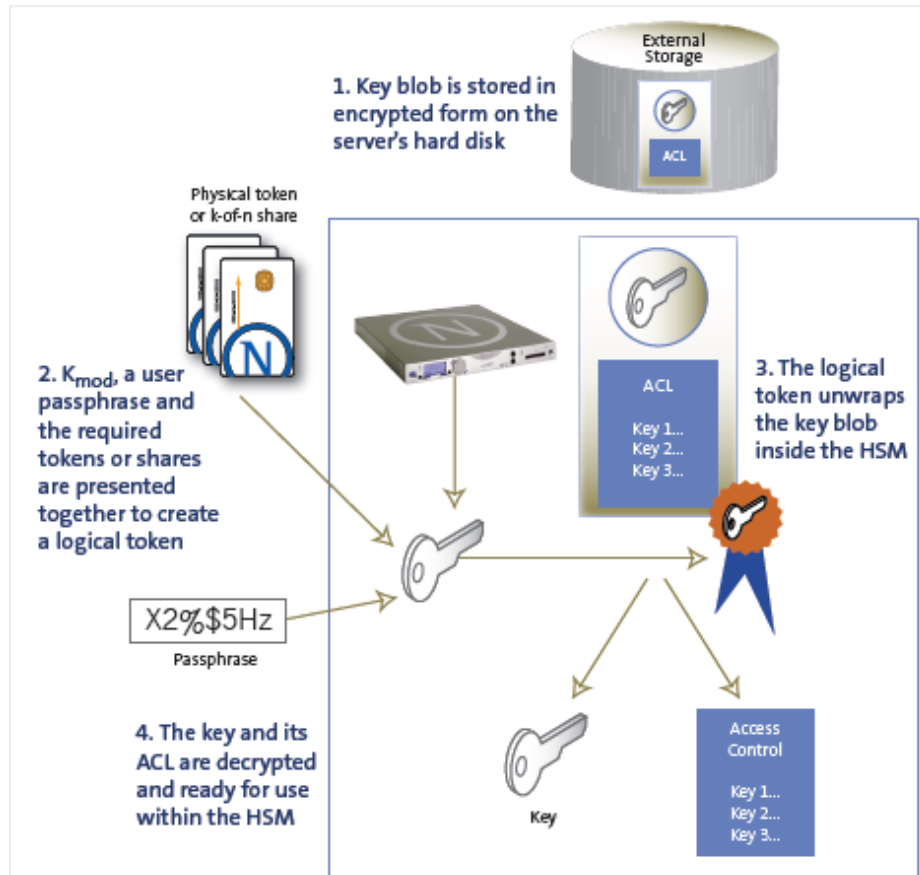 External
Storage
1. Key blob is stored in
encrypted form on the
server's hard disk
ACL
Physical token
or k-of-n share
N
N
2. Kmod, a user
passphrase and
the required
tokens or shares
are presented
together to create
a logical token
ACL
Key 1...
Key 2...
Key 3...
3. The logical
token unwraps
the key blob
inside the HSM
X2%$5Hz
Passphrase
4. The key and its
ACL are decrypted
and ready for use
within the HSM
Key
Access
Control
Key 1...
Key 2...
Key 3...